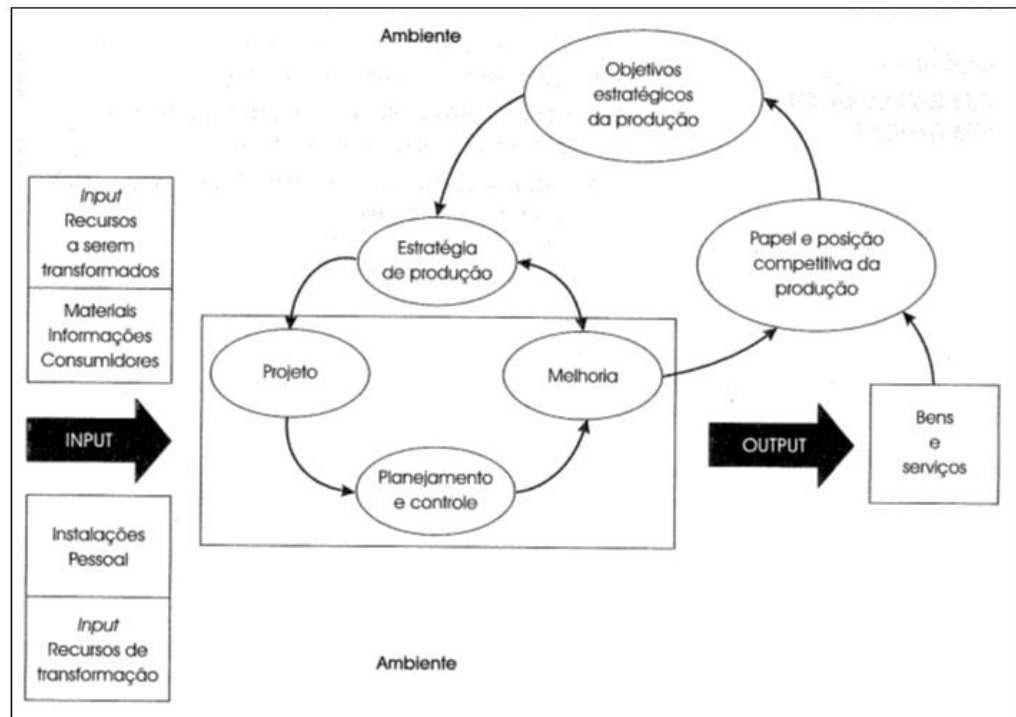 Ambiente
Objetivos
estratégicos
da produção
Input
Recursos
a serem
transformados
Materiais
Informações
Consumidores
Estratégia
de produção
Papel e posição
competitiva da
produção
Projeto
Melhoria
INPUT
OUTPUT
Bens
e
serviços
Planejamento
e controle
Instalações
Pessoal
Input
Recursos de
transformação
Ambiente